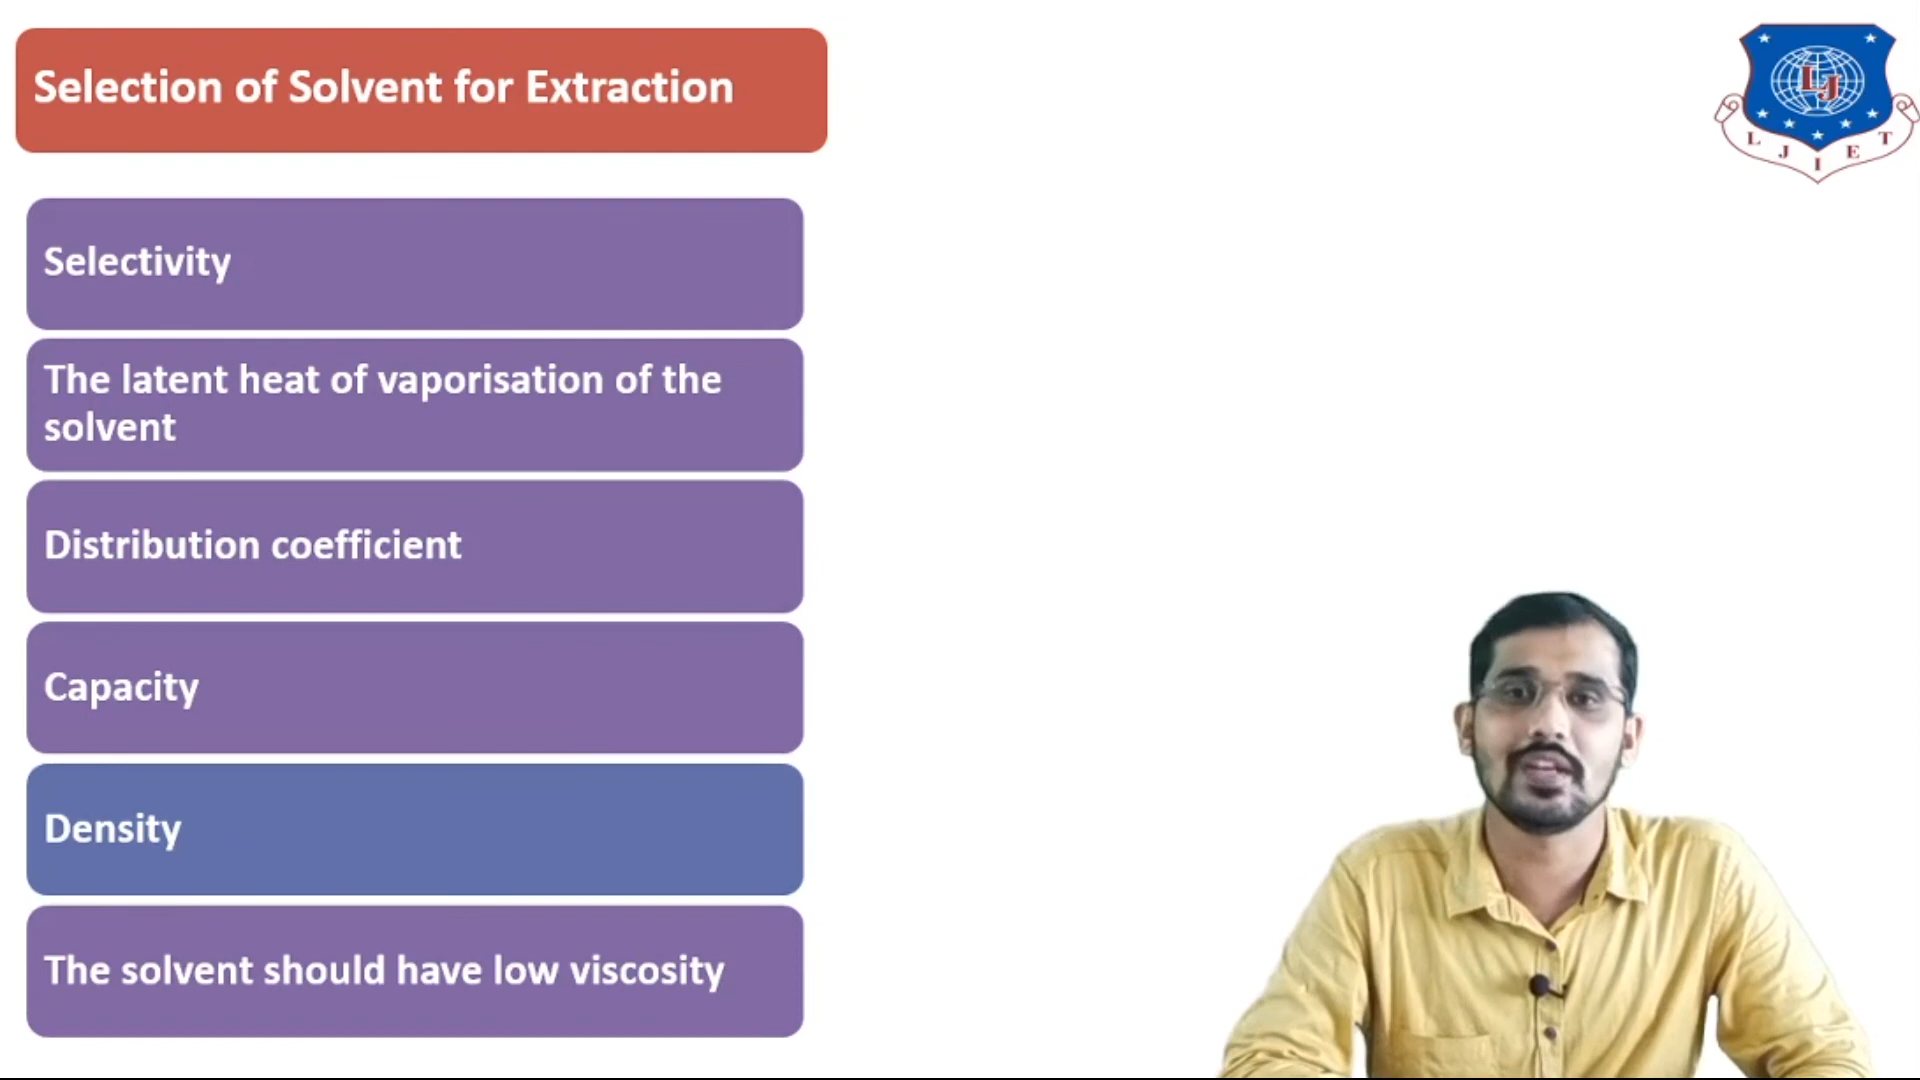 Selection of Solvent for Extraction
Selectivity
The latent heat of vaporisation of the
solvent
Distribution coefficient
Capacity
Density
The solvent should have low viscosity
LJ
L J I E T